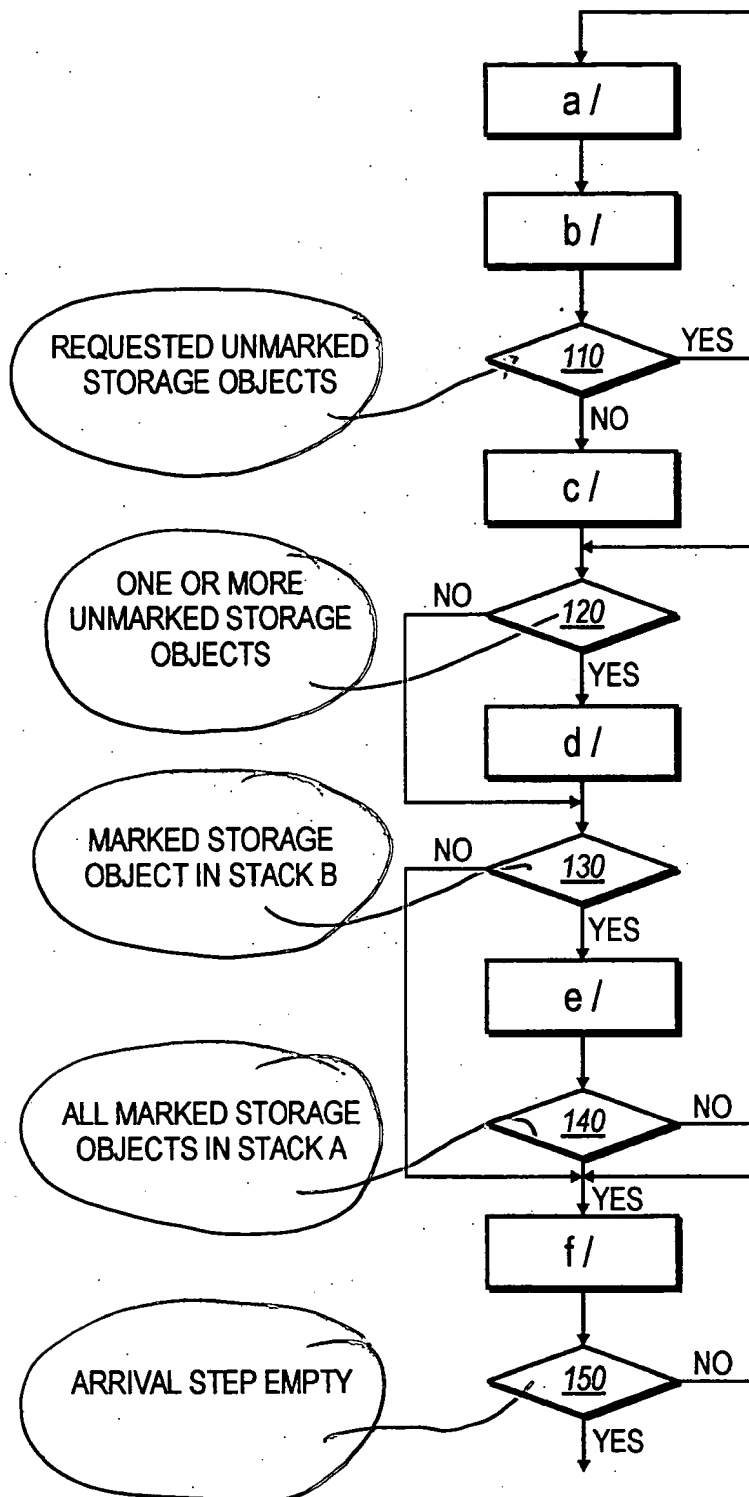 a /
b /
REQUESTED UNMARKED
STORAGE OBJECTS
110
YES
NO
c /
ONE OR MORE
UNMARKED STORAGE
OBJECTS
NO
120
YES
d /
MARKED STORAGE
OBJECT IN STACK B
NO
130
YES
e /
ALL MARKED STORAGE
OBJECTS IN STACK A
140
NO
YES
f /
ARRIVAL STEP EMPTY
150
NO
YES